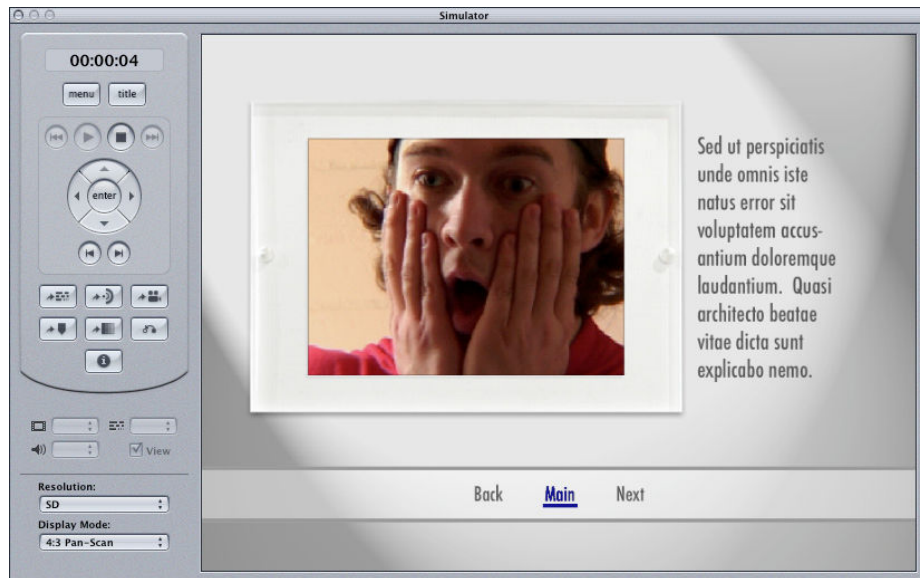 Simulator
00:00:04
menu title
enter
View
Resolution:
SD
Display Mode:
4:3 Pan-Scan
Sed ut perspiciatis
unde omnis iste
natus error sit
voluptatem accus-
antium doloremque
laudantium. Quasi
architecto beatae
vitae dicta sunt
explicabo nemo.
Back Main Next